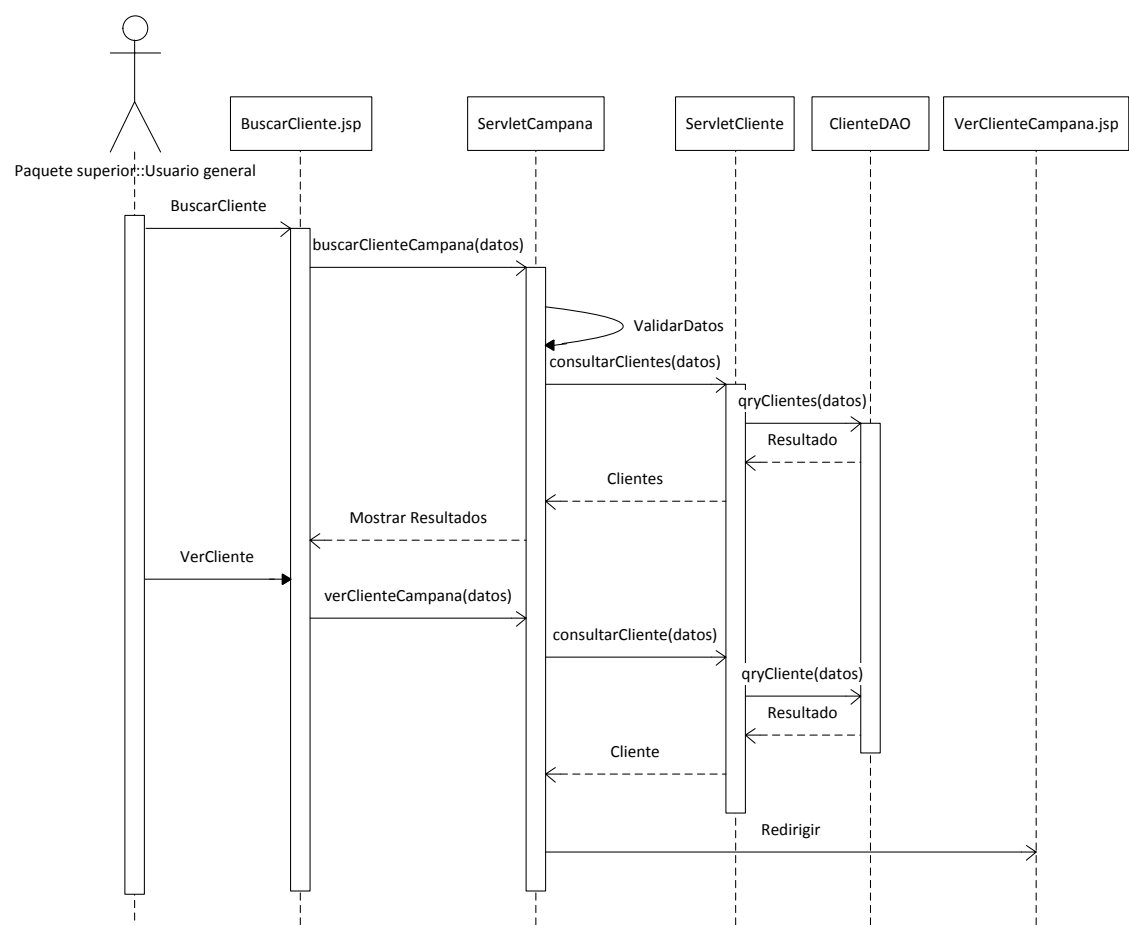 BuscarCliente.jsp
ServletCampana
ServletCliente
ClienteDAO
VerClienteCampana.jsp
Paquete superior::Usuario general
BuscarCliente
buscarClienteCampana(datos)
ValidarDatos
consultarClientes(datos)
qryClientes(datos)
Resultado
Clientes
Mostrar Resultados
VerCliente
verClienteCampana(datos)
consultarCliente(datos)
qryCliente(datos)
Resultado
Cliente
Redirigir